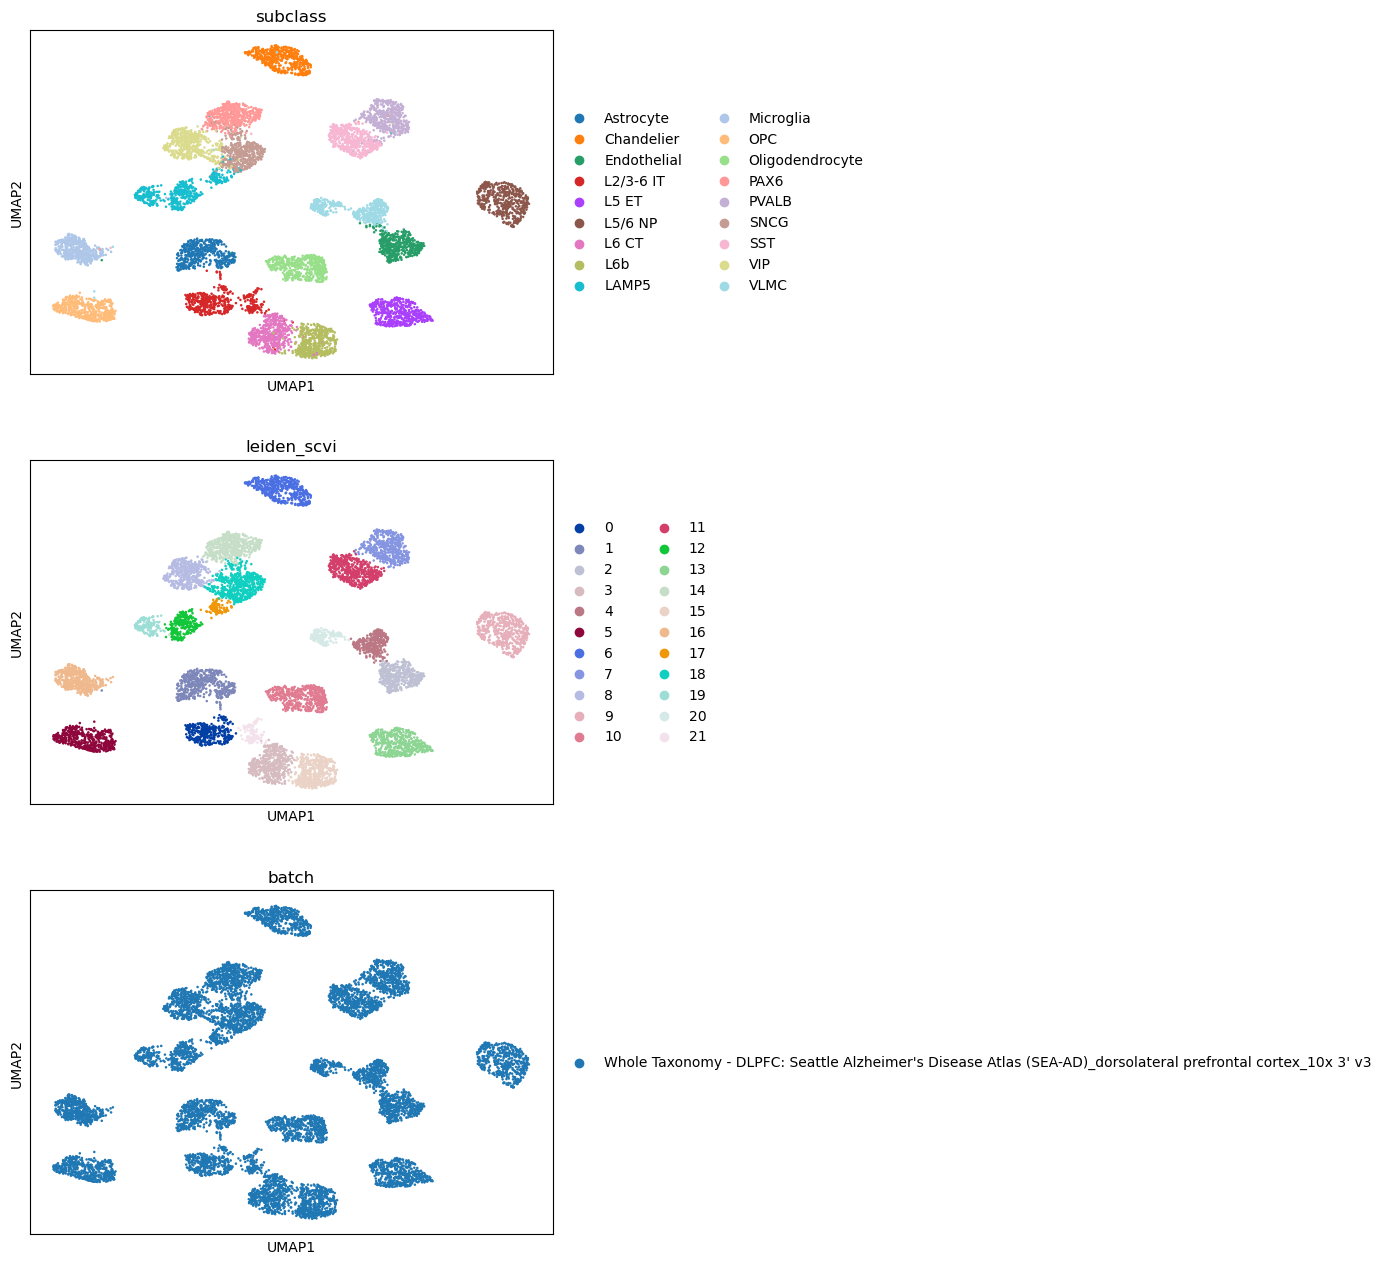 subclass
UMAP2
UMAP1
Astrocyte
Chandelier
Endothelial
L2/3-6 IT
L5 ET
L5/6 NP
L6 CT
L6b
LAMP5
Microglia
OPC
Oligodendrocyte
PAX6
PVALB
SNCG
SST
VIP
VLMC
leiden_scvi
UMAP2
UMAP1
0
1
2
3
4
5
6
7
8
9
10
11
12
13
14
15
16
17
18
19
20
21
batch
UMAP2
UMAP1
Whole Taxonomy - DLPFC: Seattle Alzheimer's Disease Atlas (SEA-AD)_dorsolateral prefrontal cortex_10x 3' v3